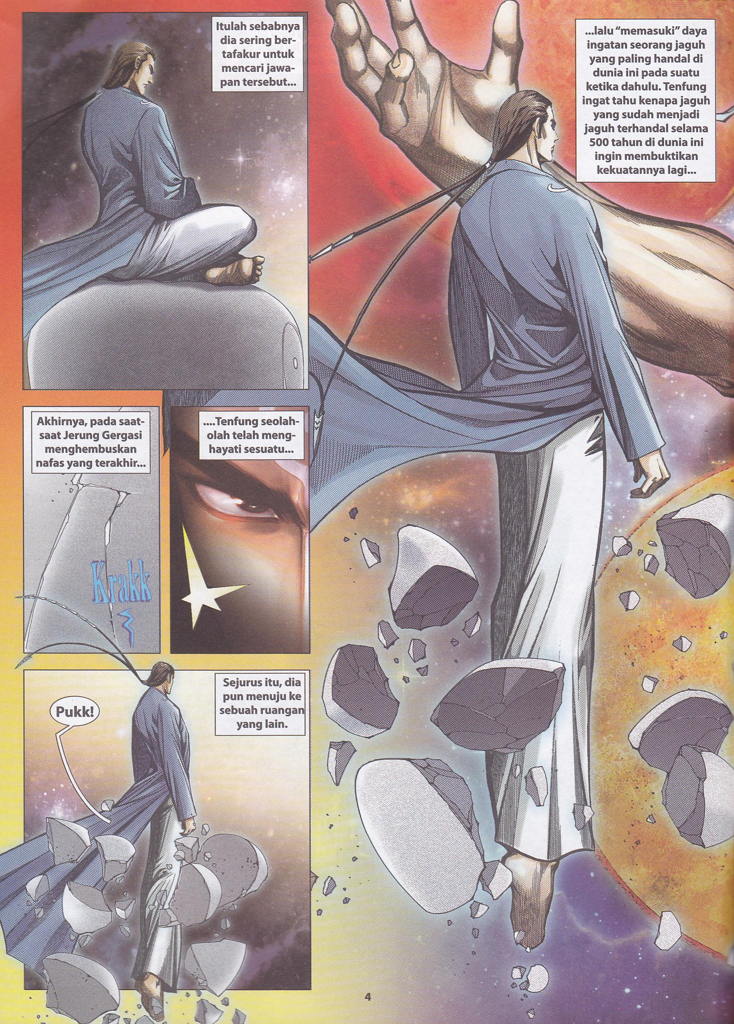 Itulah sebabnya
dia sering ber-
tafakur untuk
mencari jawa-
pan tersebut...
Akhirnya, pada saat-
saat Jerung Gergasi
menghembuskan
nafas yang terakhir...
Krakk
....Tenfung seolah-
olah telah meng-
hayati sesuatu...
Sejurus itu, dia
pun menuju ke
sebuah ruangan
yang lain.
Pukk!
...lalu “memasuki” daya
ingatan seorang jaguh
yang paling handal di
dunia ini pada suatu
ketika dahulu. Tenfung
ingat tahu kenapa jaguh
yang sudah menjadi
jaguh terhandal selama
500 tahun di dunia ini
ingin membuktikan
kekuatannya lagi...
4